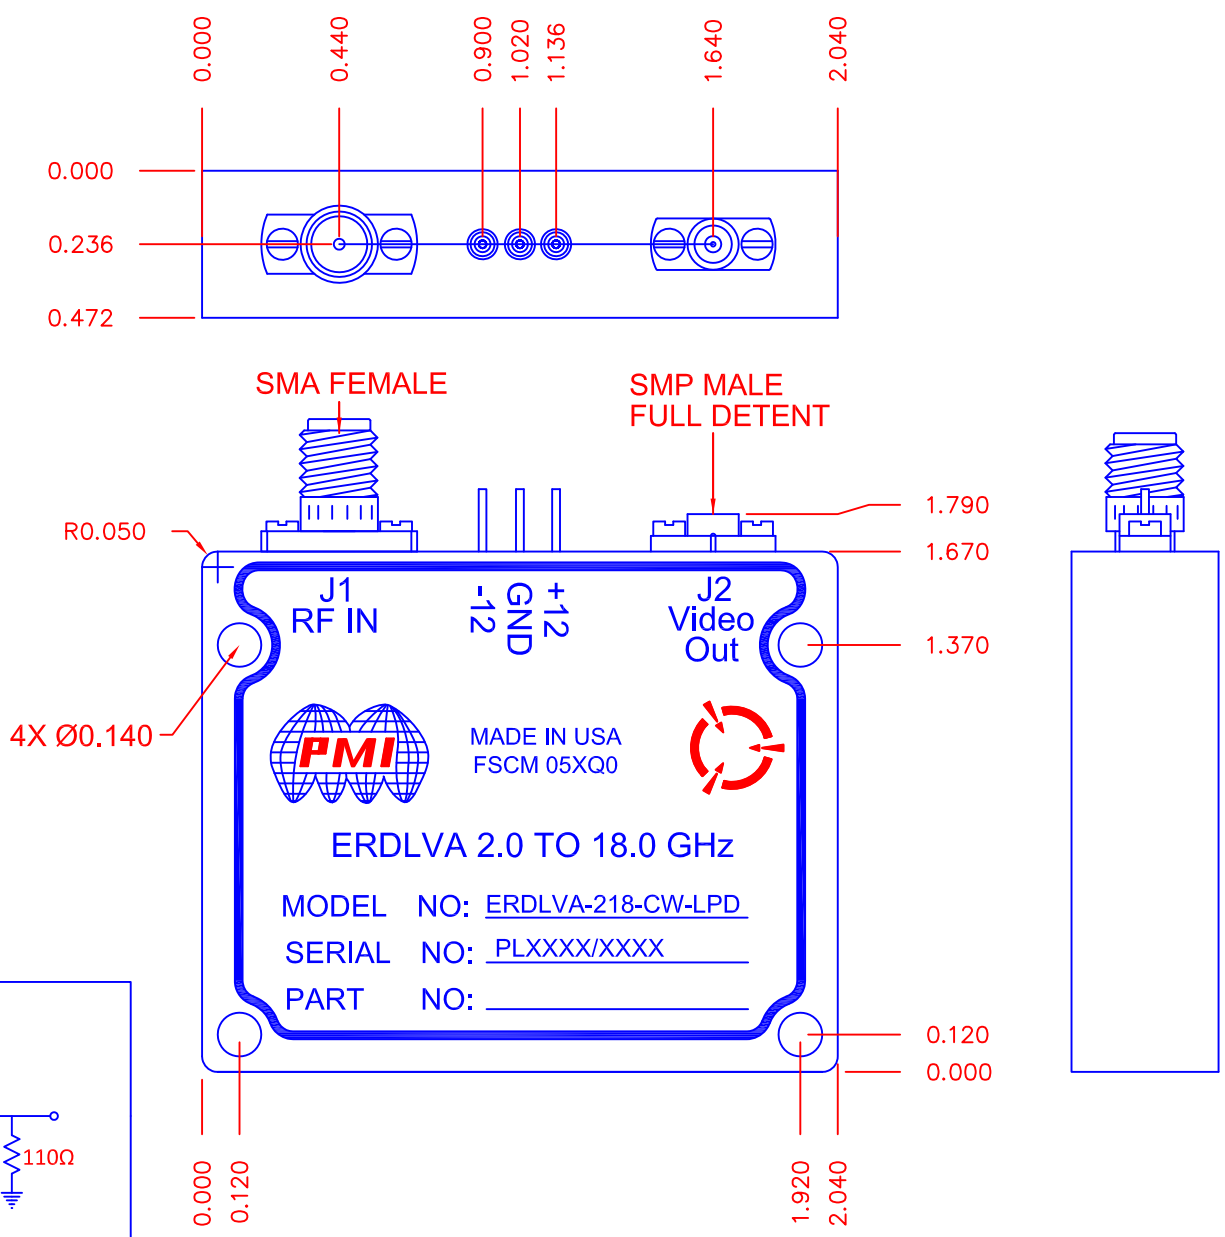 0.000
0.440
0.900
1.020
1.136
1.640
2.040
0.000
0.236
0.472
SMA FEMALE
SMP MALE
FULL DETENT
R0.050
1.790
1.670
1.370
J1
RF IN
-12
GND
+12
J2
Video
Out
4X Ø0.140
PMI
MADE IN USA
FSCM 05XQ0
ERDLVA 2.0 TO 18.0 GHz
MODEL NO: ERDLVA-218-CW-LPD
SERIAL NO: PLXXXX/XXXX
PART NO:
0.120
0.000
110Ω
0.000
0.120
1.920
2.040